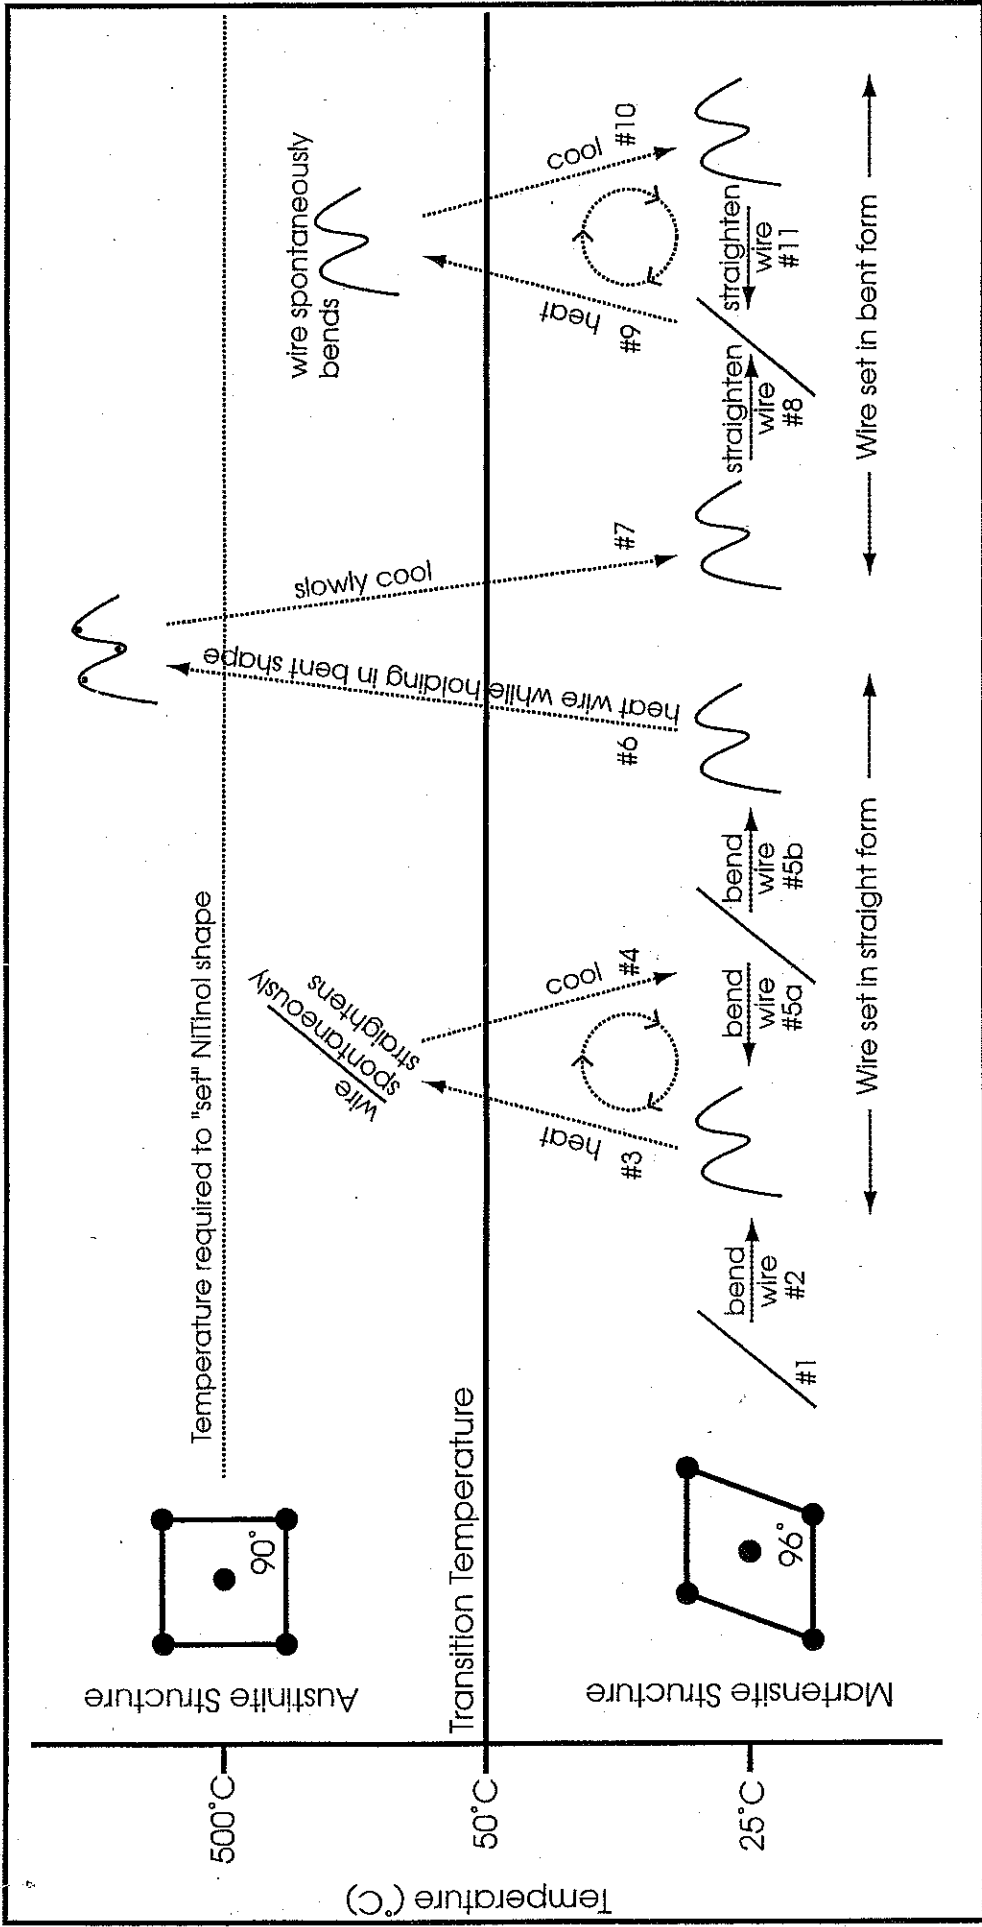 Temperature (°C)
500°C
50°C
25°C
Austinite Structure
90°
Temperature required to "set" NiTinol shape
Transition Temperature
Martensite Structure
96°
#1
bend
wire
#2
heat
#3
wire
spontaneously
straightens
cool
#4
bend
wire
#5a
bend
wire
#5b
Wire set in straight form
heat wire while holding in bent shape
#6
slowly cool
#7
straighten
wire
#8
heat
#9
wire spontaneously
bends
cool
#10
straighten
wire
#11
Wire set in bent form